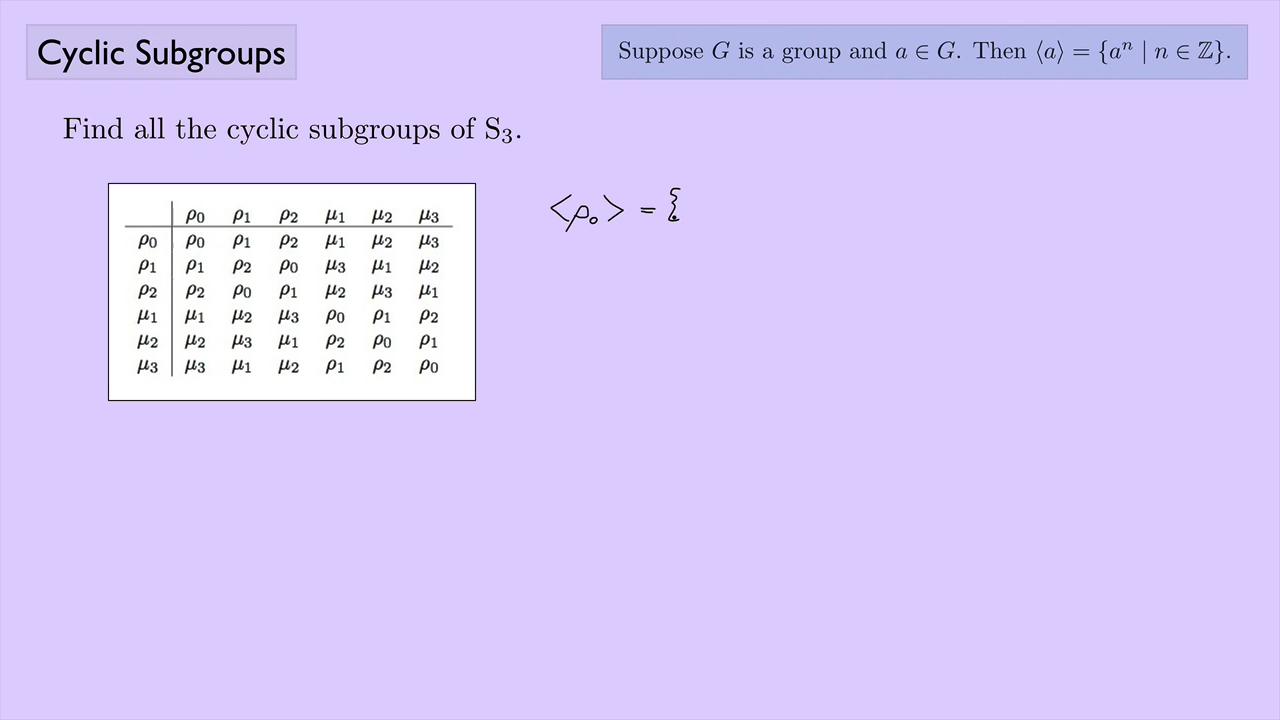 Cyclic Subgroups
Suppose G is a group and a ∈ G. Then ⟨a⟩ = {aⁿ | n ∈ ℤ}.
Find all the cyclic subgroups of S₃.
ρ₀ ρ₁ ρ₂ μ₁ μ₂ μ₃
ρ₀ ρ₀ ρ₁ ρ₂ μ₁ μ₂ μ₃
ρ₁ ρ₁ ρ₂ ρ₀ μ₃ μ₁ μ₂
ρ₂ ρ₂ ρ₀ ρ₁ μ₂ μ₃ μ₁
μ₁ μ₁ μ₂ μ₃ ρ₀ ρ₁ ρ₂
μ₂ μ₂ μ₃ μ₁ ρ₂ ρ₀ ρ₁
μ₃ μ₃ μ₁ μ₂ ρ₁ ρ₂ ρ₀
<ρ₀> = {